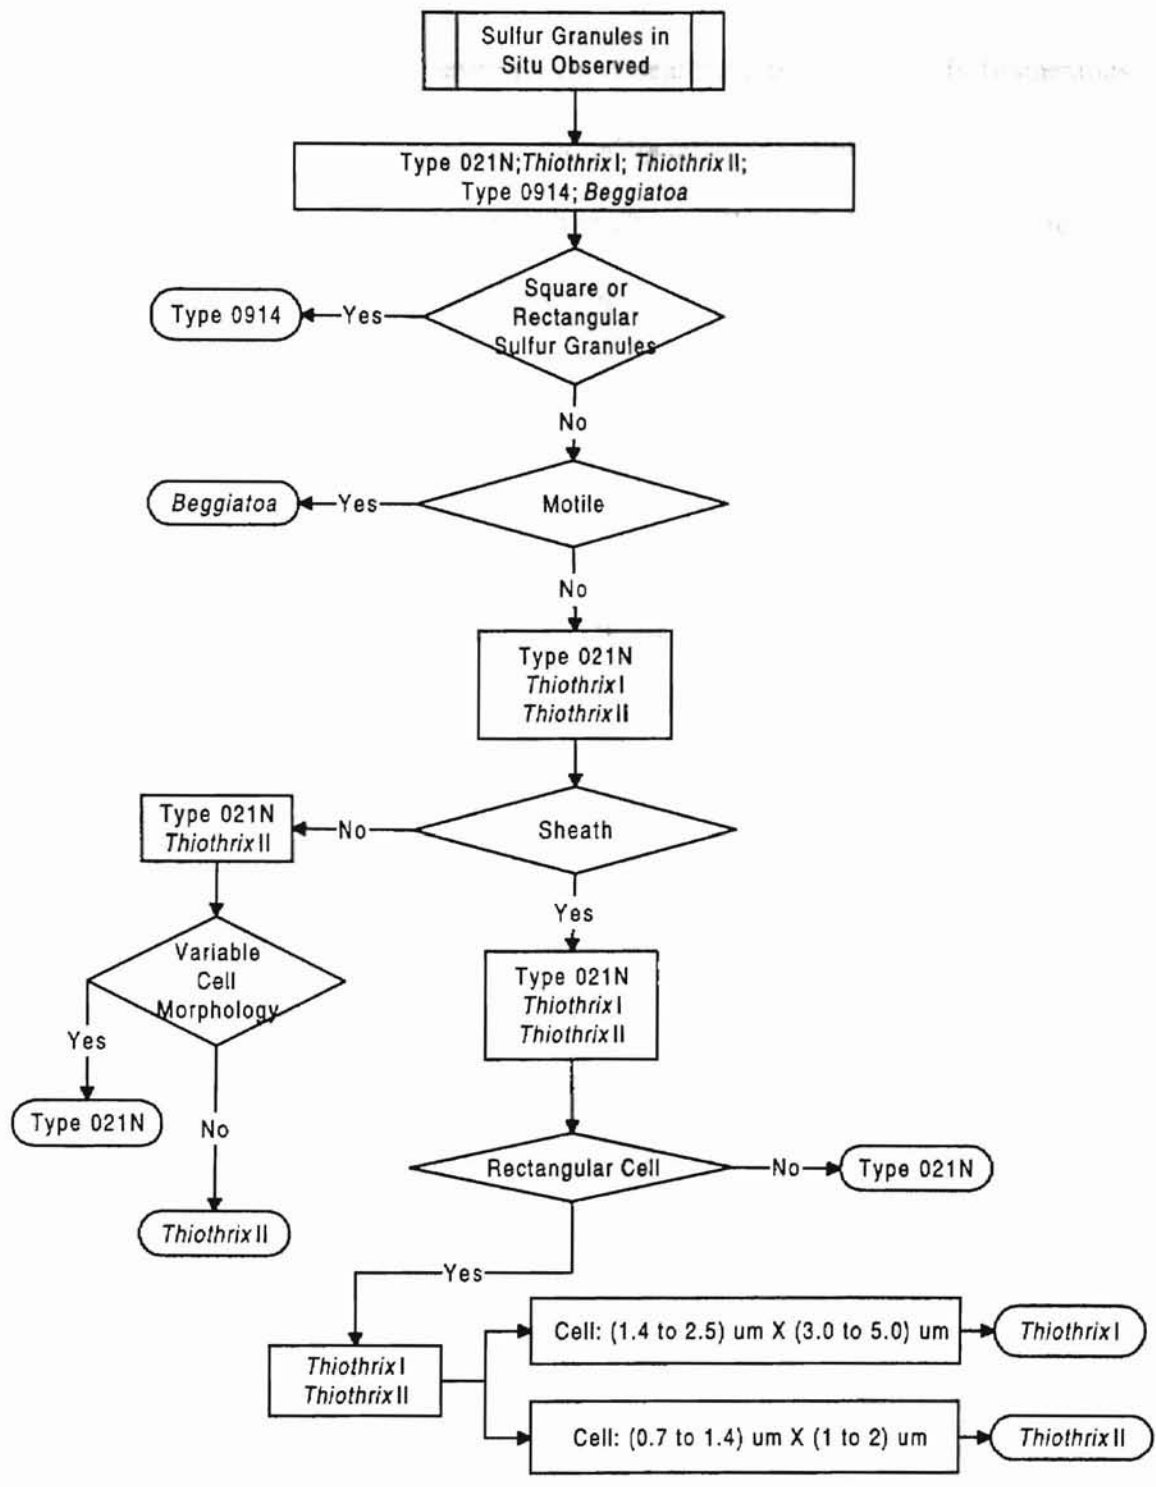 Sulfur Granules in
Situ Observed
Type 021N;Thiothrix I; Thiothrix II;
Type 0914; Beggiatoa
Square or
Rectangular
Sulfur Granules
Yes
Type 0914
No
Motile
Yes
Beggiatoa
No
Type 021N
Thiothrix I
Thiothrix II
Sheath
No
Type 021N
Thiothrix II
Variable
Cell
Morphology
Yes
Type 021N
No
Thiothrix II
Yes
Type 021N
Thiothrix I
Thiothrix II
Rectangular Cell
No
Type 021N
Yes
Thiothrix I
Thiothrix II
Cell: (1.4 to 2.5) um X (3.0 to 5.0) um
Thiothrix I
Cell: (0.7 to 1.4) um X (1 to 2) um
Thiothrix II